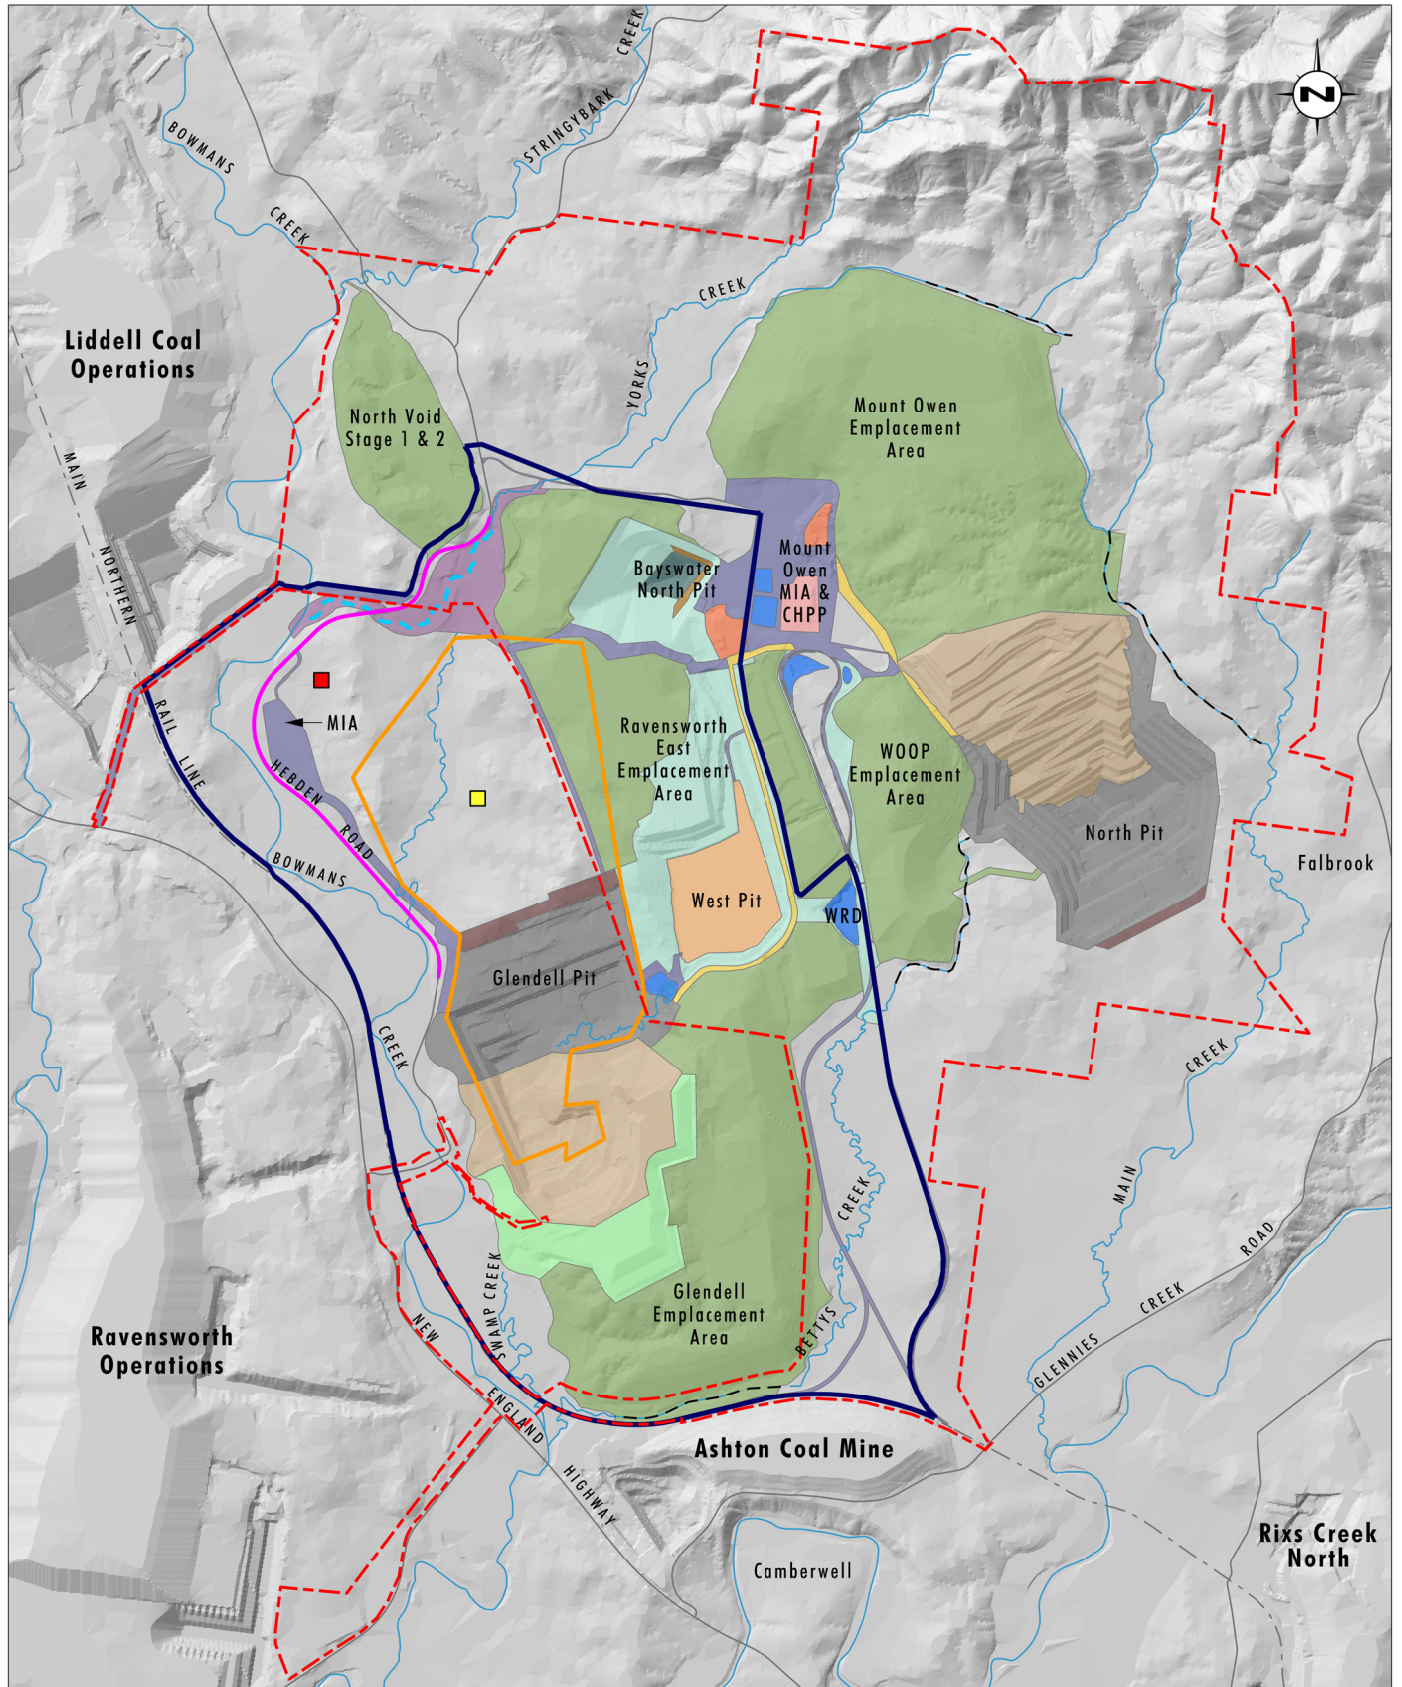 CREEK
STRINGYBARK
BOWMANS
CREEK
N
CREEK
YORKS
Liddell Coal
Operations
North Void
Stage 1 & 2
Mount Owen
Emplacement
Area
MAIN
NORTHERN
RAIL
LINE
Bayswater
North Pit
Mount
Owen
MIA &
CHPP
MIA
HEBDEN
ROAD
Ravensworth
East
Emplacement
Area
WOOP
Emplacement
Area
North Pit
Falbrook
BOWMANS
CREEK
West Pit
WRD
Glendell Pit
CREEK
MAIN
CREEK
BETTYS
SWAMP CREEK
Glendell
Emplacement
Area
GLENNIES
CREEK
ROAD
Ravensworth
Operations
NEW
ENGLAND
HIGHWAY
Ashton Coal Mine
Camberwell
Rixs Creek
North